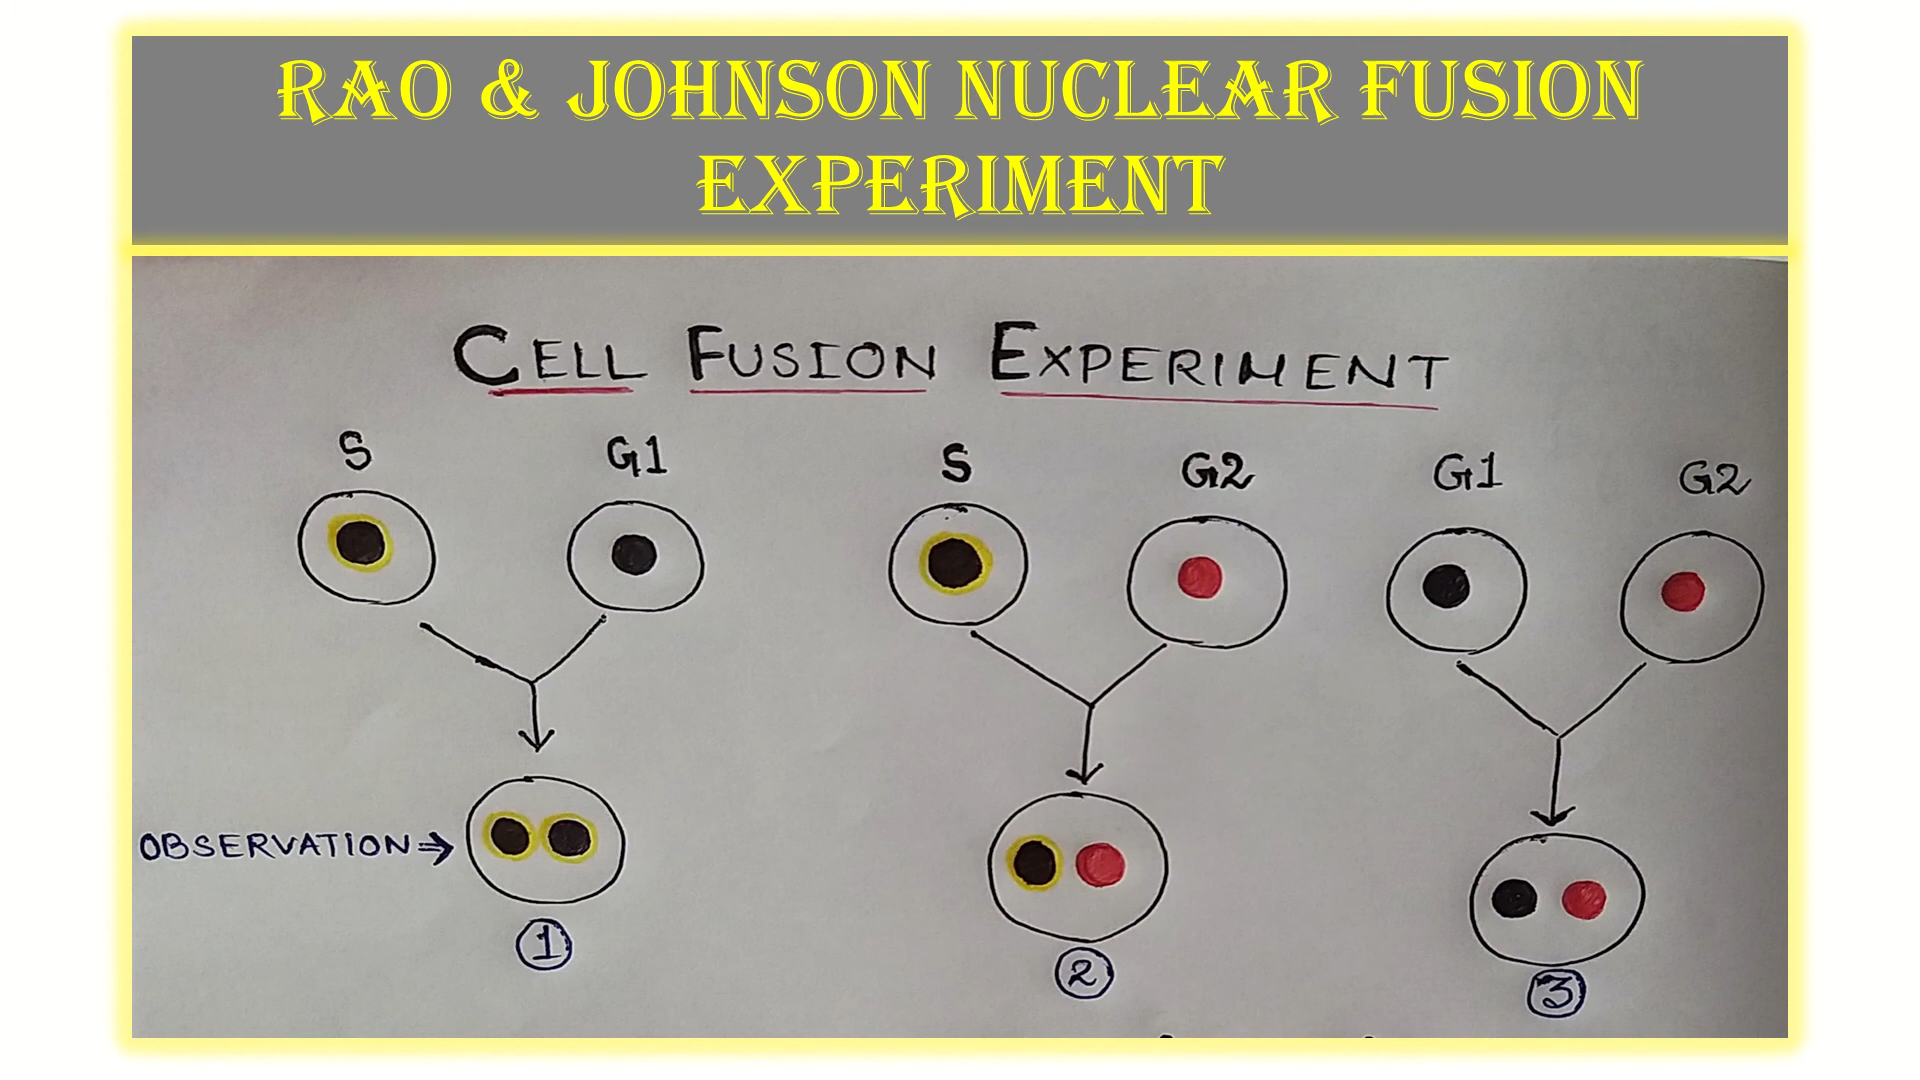 RAO & JOHNSON NUCLEAR FUSION
EXPERIMENT
CELL FUSION EXPERIMENT
S G1 S G2 G1 G2
OBSERVATION ⇒
1 2 3